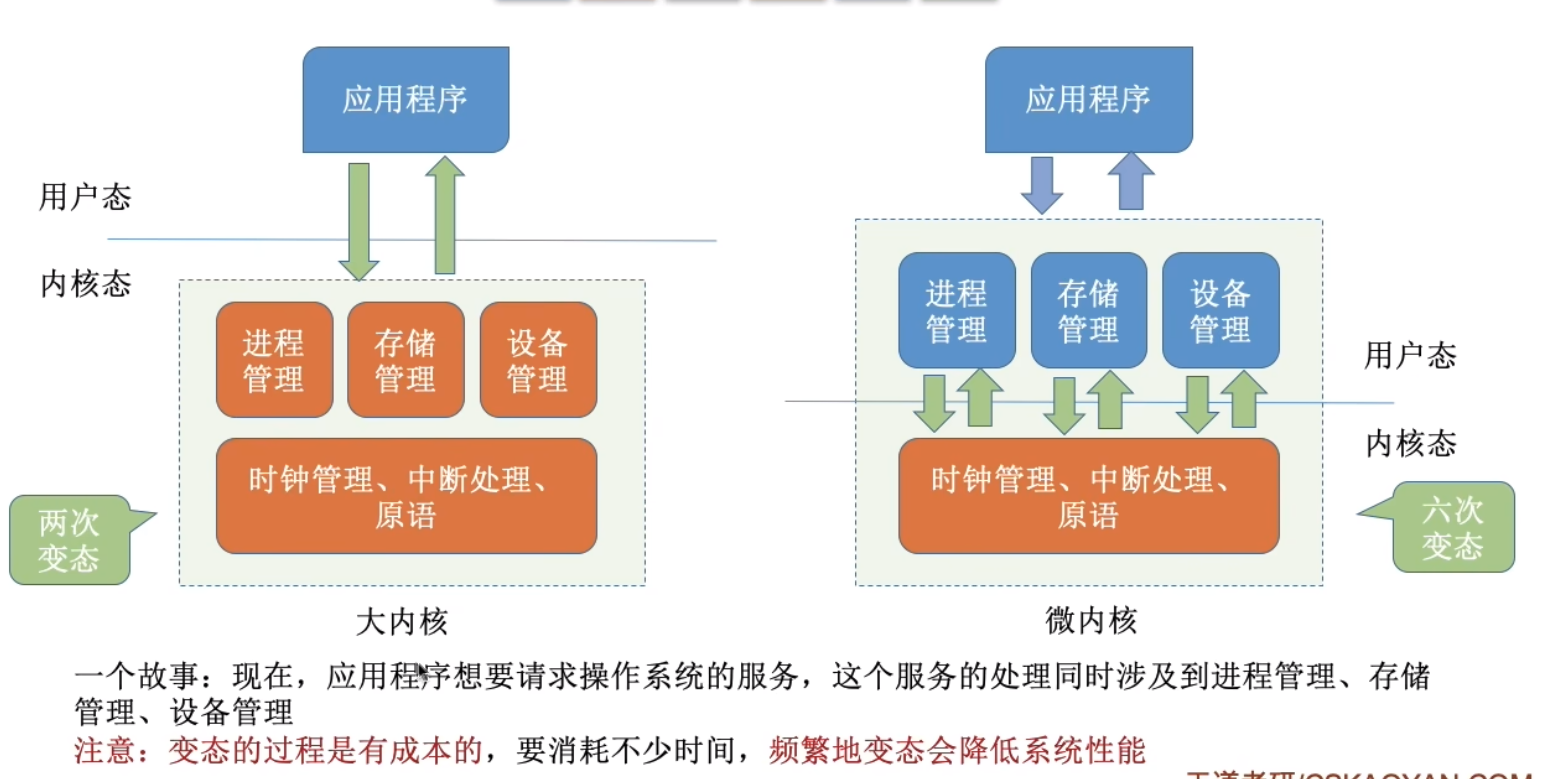 应用程序
用户态
内核态
进程
管理
存储
管理
设备
管理
时钟管理、中断处理、
原语
两次
变态
大内核
应用程序
进程
管理
存储
管理
设备
管理
用户态
内核态
时钟管理、中断处理、
原语
六次
变态
微内核
一个故事：现在，应用程序想要请求操作系统的服务，这个服务的处理同时涉及到进程管理、存储
管理、设备管理
注意：变态的过程是有成本的，要消耗不少时间，频繁地变态会降低系统性能